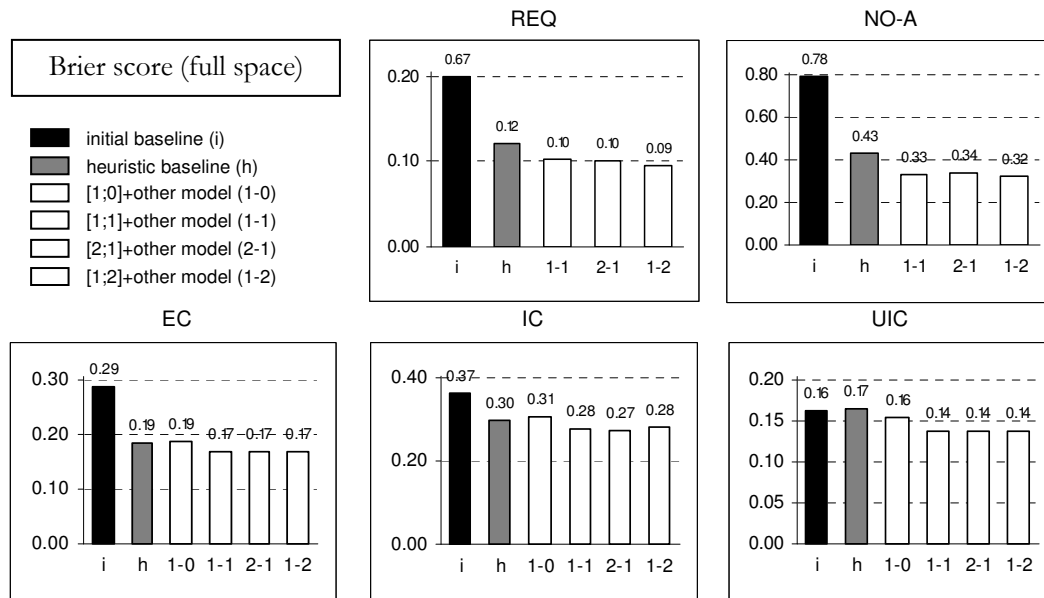 Brier score (full space)
initial baseline (i)
heuristic baseline (h)
[1;0]+other model (1-0)
[1;1]+other model (1-1)
[2;1]+other model (2-1)
[1;2]+other model (1-2)
REQ
0.67
0.20
0.12
0.10
0.10
0.09
0.10
0.00
i h 1-1 2-1 1-2
NO-A
0.78
0.80
0.60
0.43
0.33
0.34
0.32
0.40
0.20
0.00
i h 1-1 2-1 1-2
EC
0.29
0.30
0.19
0.19
0.17
0.17
0.17
0.20
0.10
0.00
i h 1-0 1-1 2-1 1-2
IC
0.37
0.40
0.30
0.31
0.28
0.27
0.28
0.20
0.00
i h 1-0 1-1 2-1 1-2
UIC
0.20
0.16
0.17
0.16
0.14
0.14
0.14
0.15
0.10
0.05
0.00
i h 1-0 1-1 2-1 1-2